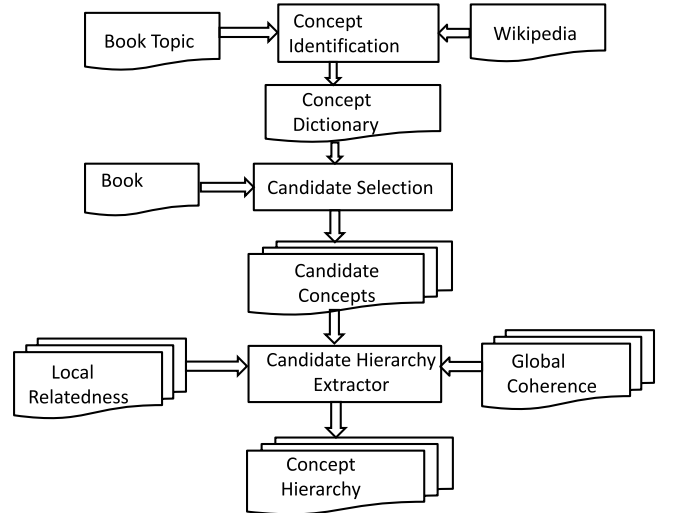 Book Topic
Concept
Identification
Wikipedia
Concept
Dictionary
Book
Candidate Selection
Candidate
Concepts
Local
Relatedness
Candidate Hierarchy
Extractor
Global
Coherence
Concept
Hierarchy